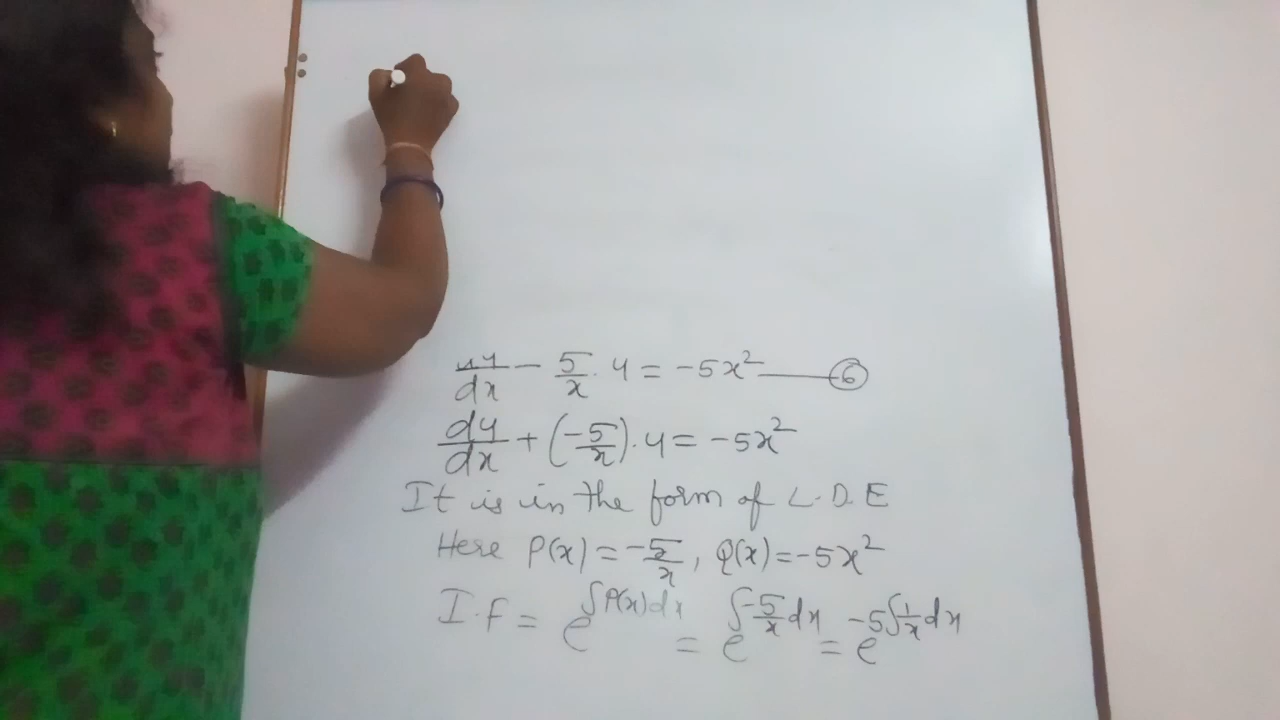 dy/dx - 5/x . y = -5x² —— ⑥
dy/dx + (-5/x) . y = -5x²
It is in the form of L.D.E
Here P(x) = -5/x, Q(x) = -5x²
I.F = e^∫P(x)dx = e^∫-5/x dx = e^-5∫1/x dx